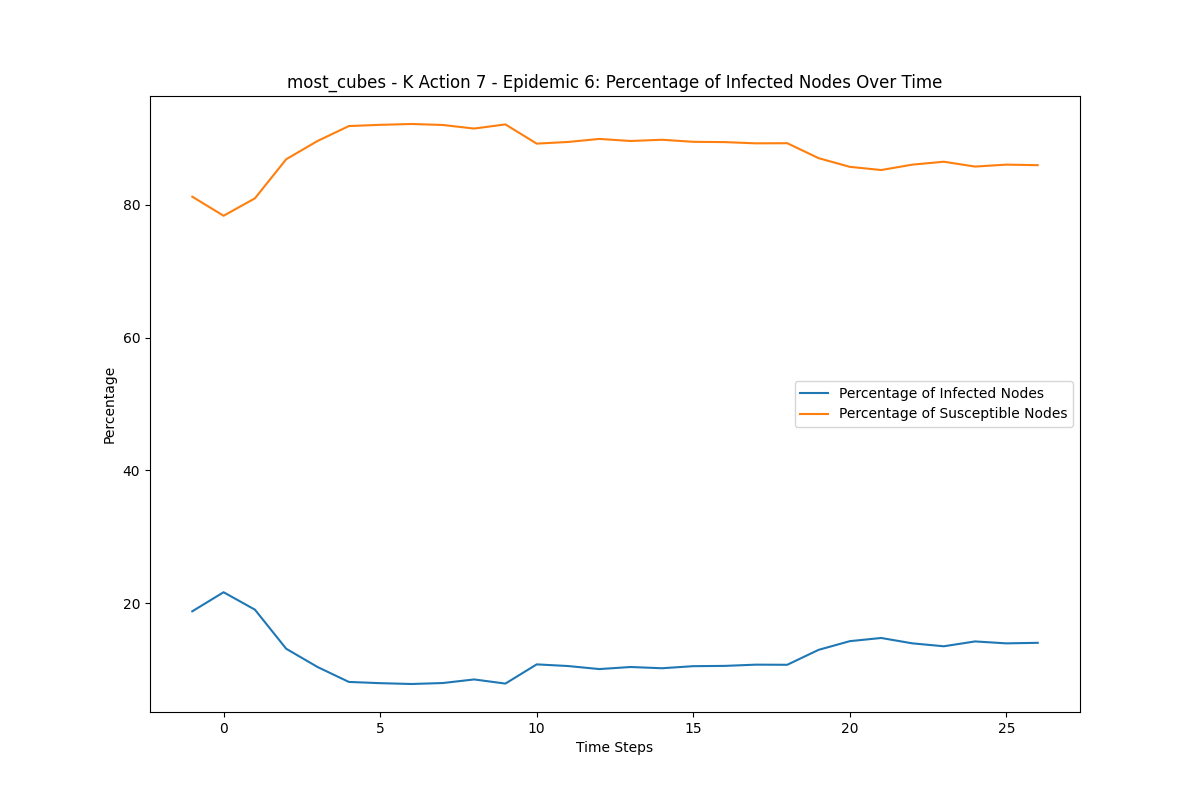 most_cubes - K Action 7 - Epidemic 6: Percentage of Infected Nodes Over Time
Percentage
80
60
40
20
Percentage of Infected Nodes
Percentage of Susceptible Nodes
0 5 10 15 20 25
Time Steps